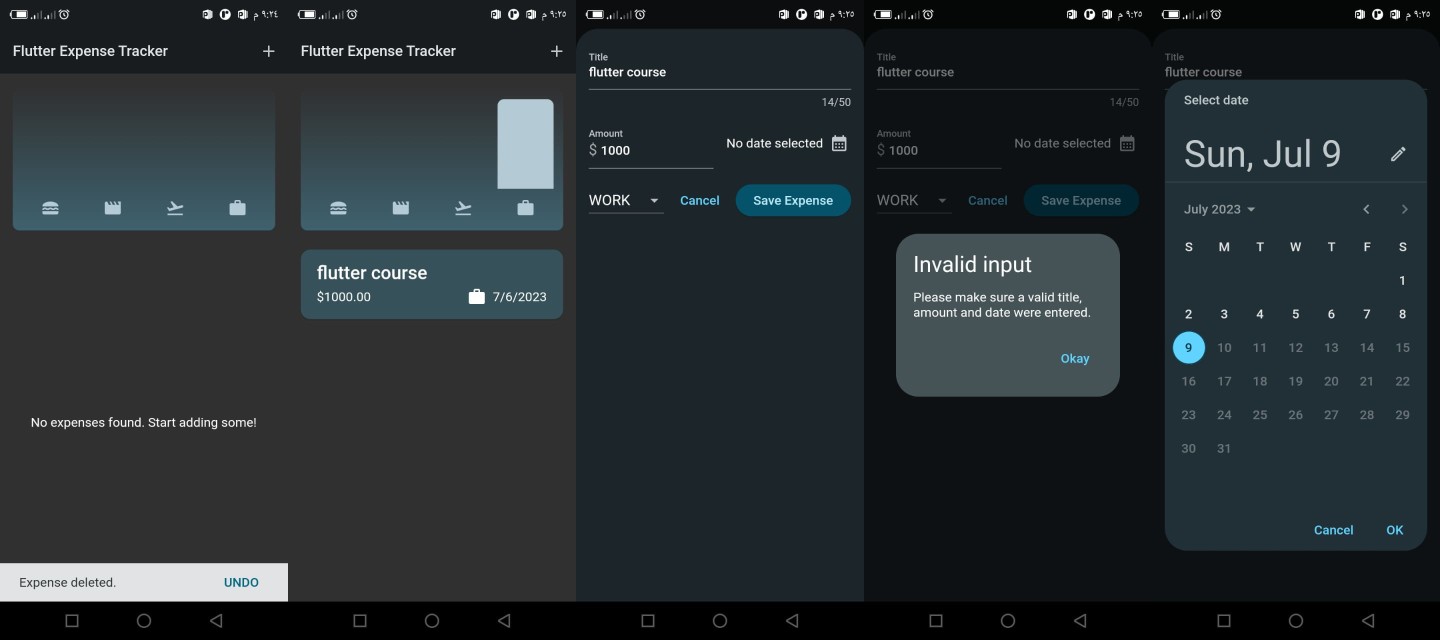 م ٩:٢٤
Flutter Expense Tracker +
No expenses found. Start adding some!
Expense deleted. UNDO
م ٩:٢٥
Flutter Expense Tracker +
flutter course
$1000.00 7/6/2023
م ٩:٢٥
Title
flutter course
14/50
Amount
$ 1000 No date selected
WORK Cancel Save Expense
م ٩:٢٥
Title
flutter course
14/50
Amount
$ 1000 No date selected
WORK Cancel Save Expense
Invalid input
Please make sure a valid title,
amount and date were entered.
Okay
م ٩:٢٥
Title
flutter course
Select date
Sun, Jul 9
July 2023
S M T W T F S
1
2 3 4 5 6 7 8
9 10 11 12 13 14 15
16 17 18 19 20 21 22
23 24 25 26 27 28 29
30 31
Cancel OK